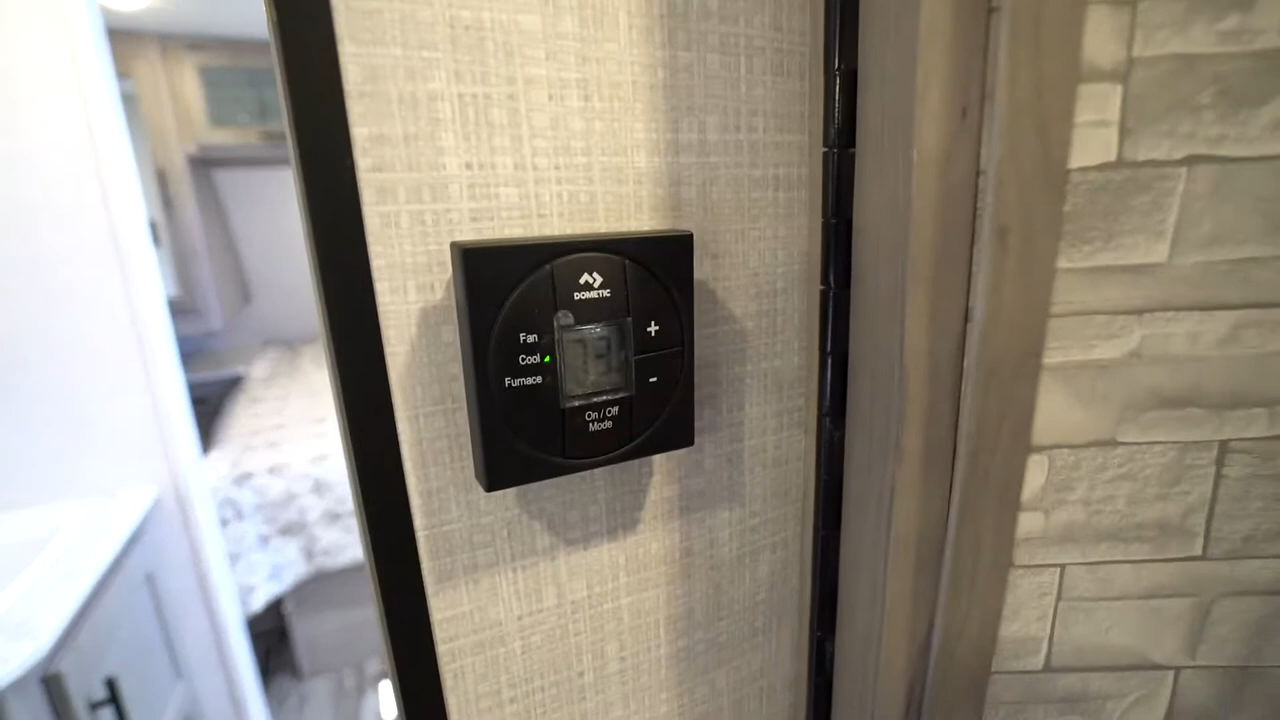 DOMETIC
Fan
Cool
Furnace
+
-
On / Off
Mode